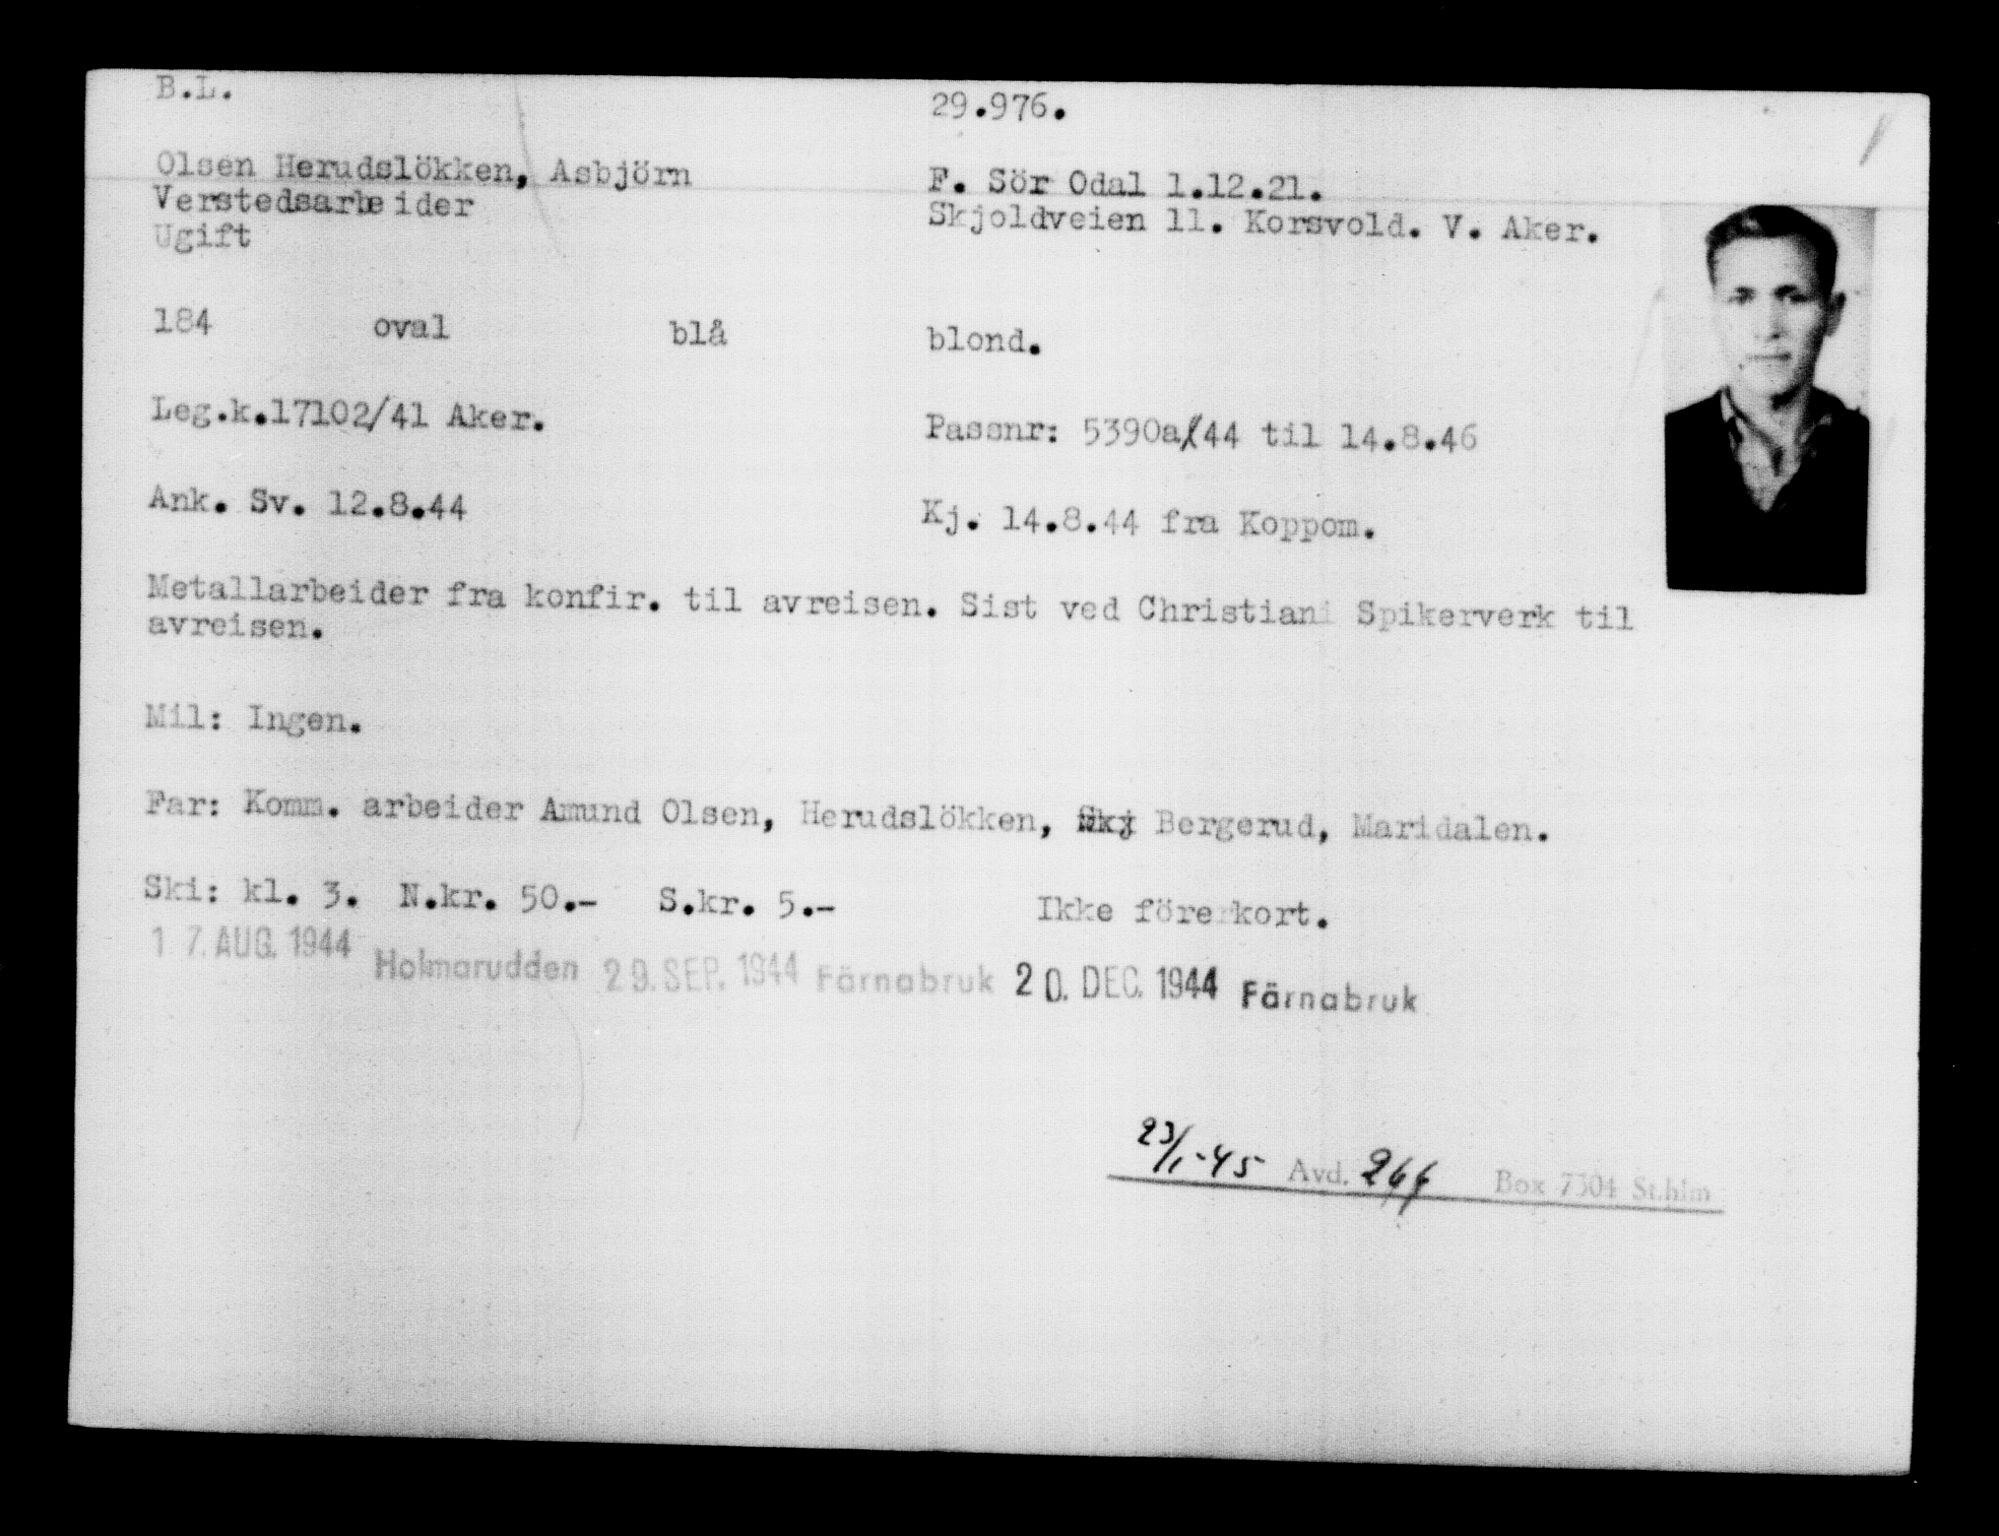 B.L.
29.976.
Olsen Herudslökken, Asbjörn
F. Sör Odal 1.12.21.
Verstedsarbeider
Skjoldveien 11. Korsvold. V. Aker.
Ugift
184 oval blå blond.
Leg.k.17102/41 Aker.
Passnr: 5390a/44 til 14.8.46
Ank. Sv. 12.8.44
Kj. 14.8.44 fra Koppom.
Metallarbeider fra konfir. til avreisen. Sist ved Christiani Spikerverk til
avreisen.
Mil: Ingen.
Far: Komm. arbeider Amund Olsen, Herudslökken, Bergerud, Maridalen.
Ski: kl. 3. N.kr. 50.- S.kr. 5.- Ikke förerkort.
17. AUG. 1944 Holmarudden 29. SEP. 1944 Färnabruk 20. DEC. 1944 Färnabruk
23/1-45 Avd. Box 7304 St.hlm